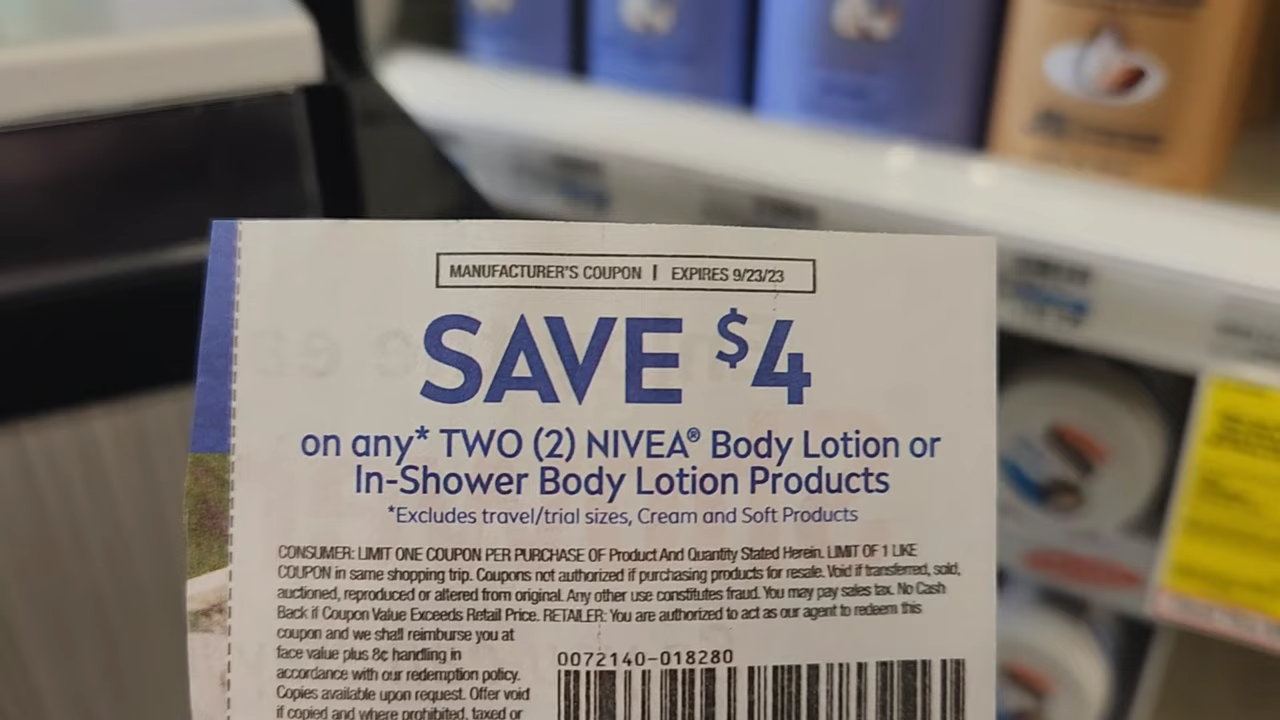 MANUFACTURER'S COUPON | EXPIRES 9/23/23
SAVE $4
on any* TWO (2) NIVEA® Body Lotion or
In-Shower Body Lotion Products
*Excludes travel/trial sizes, Cream and Soft Products
CONSUMER: LIMIT ONE COUPON PER PURCHASE OF Product And Quantity Stated Herein. LIMIT OF 1 LIKE
COUPON in same shopping trip. Coupons not authorized if purchasing products for resale. Void if transferred, sold,
auctioned, reproduced or altered from original. Any other use constitutes fraud. You may pay sales tax. No Cash
Back if Coupon Value Exceeds Retail Price. RETAILER: You are authorized to act as our agent to redeem this
coupon and we shall reimburse you at
face value plus 8¢ handling in
accordance with our redemption policy.
Copies available upon request. Offer void
if copied and where prohibited, taxed or
0072140-018280